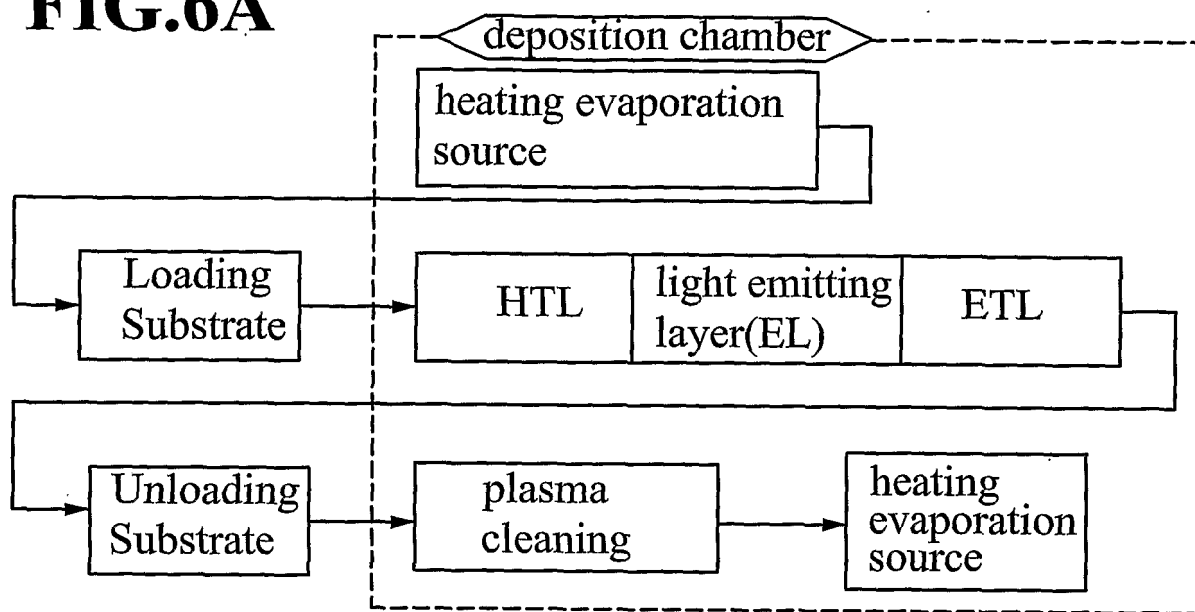 FIG.6A
deposition chamber
heating evaporation
source
Loading
Substrate
HTL
light emitting
layer(EL)
ETL
Unloading
Substrate
plasma
cleaning
heating
evaporation
source